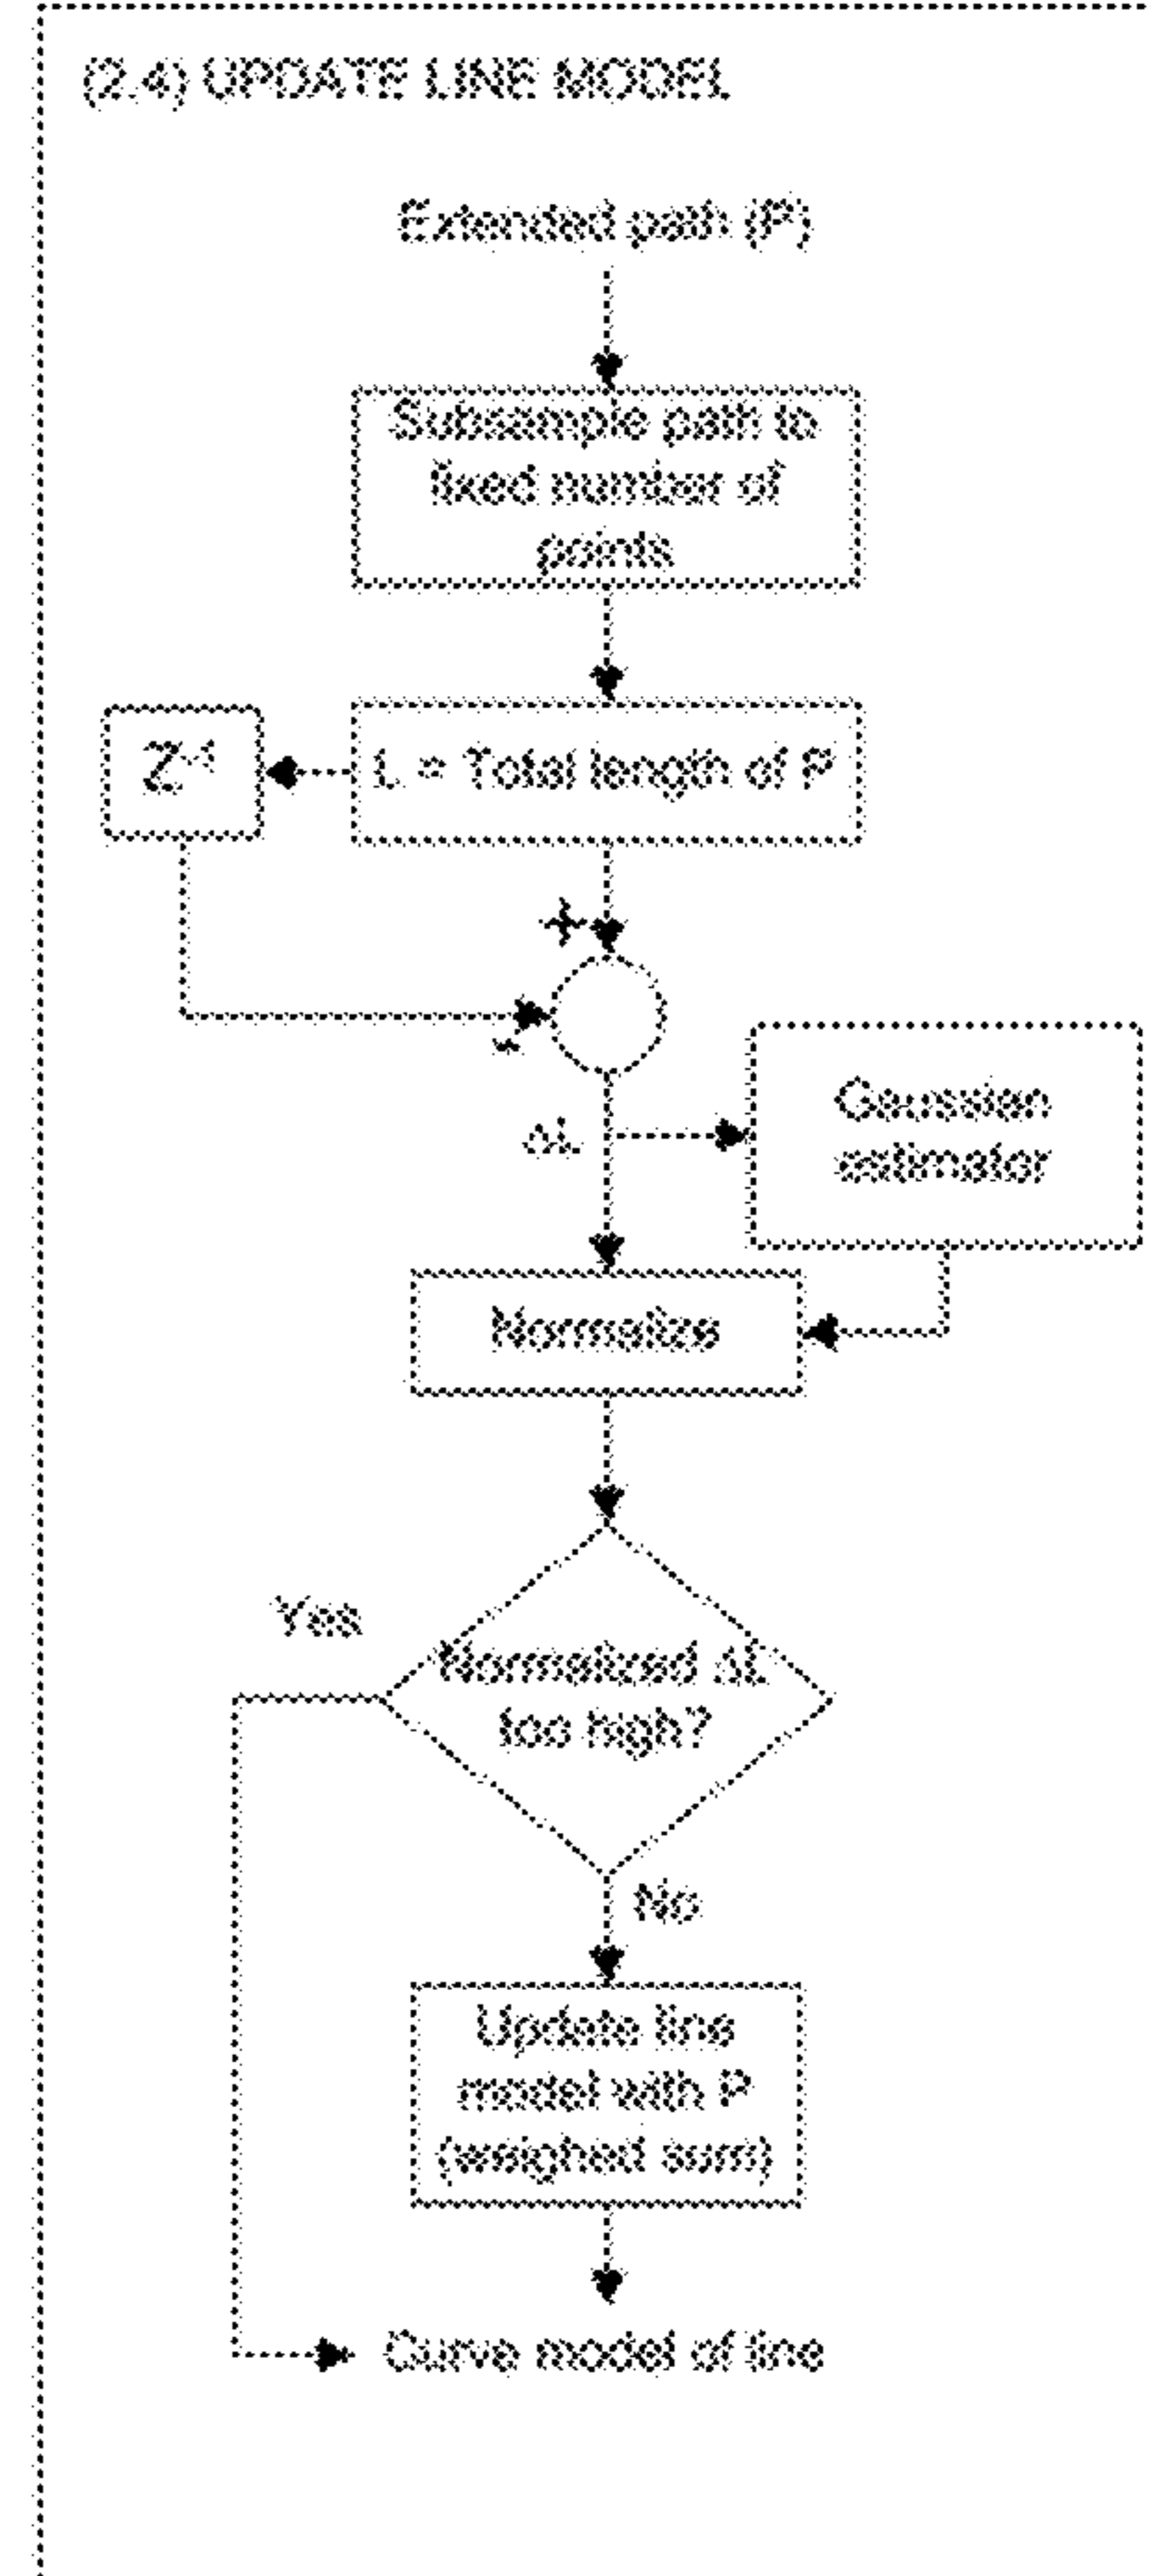 (2.4) UPDATE LINE MODEL
Extended path (P)
Subsample path to
fixed number of
points
Z⁻¹
L = Total length of P
+
-
ΔL
Gaussian
estimator
Normalize
Yes
Normalized ΔL
too high?
No
Update line
model with P
(weighed sum)
Curve model of line